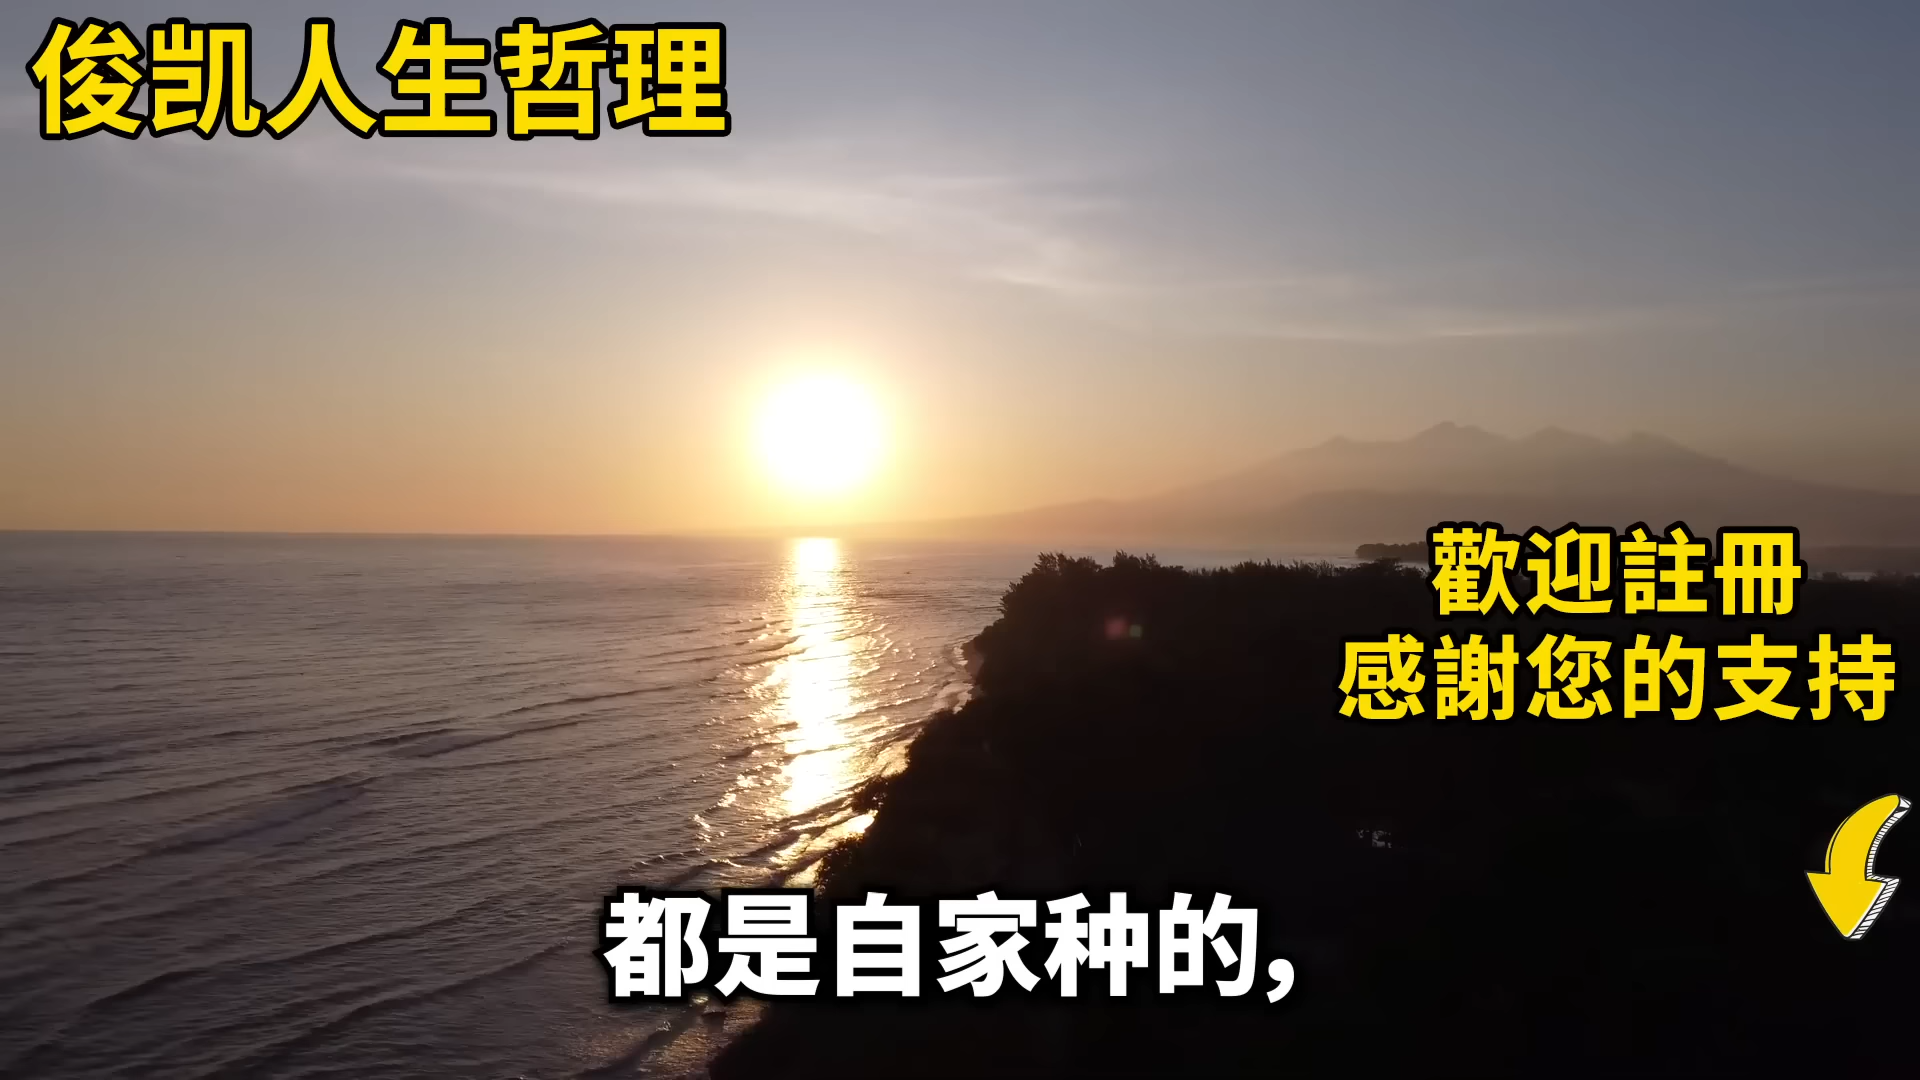 俊凯人生哲理
歡迎註冊
感謝您的支持
都是自家种的,